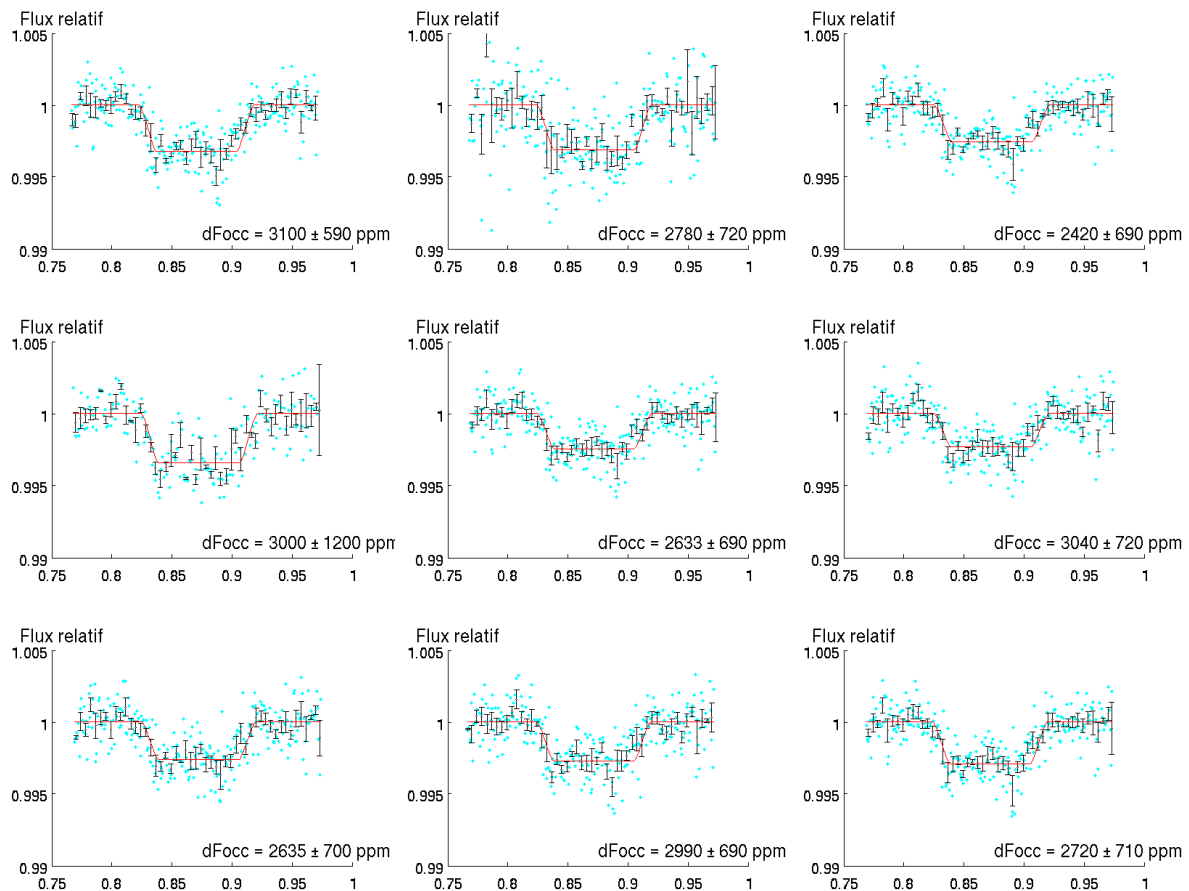 Flux relatif Flux relatif Flux relatif
1.005 1.005 1.005
1 1 1
0.995 0.995 0.995
dFocc = 3100 ± 590 ppm dFocc = 2780 ± 720 ppm dFocc = 2420 ± 690 ppm
0.99 0.99 0.99
0.75 0.8 0.85 0.9 0.95 1 0.75 0.8 0.85 0.9 0.95 1 0.75 0.8 0.85 0.9 0.95 1
Flux relatif Flux relatif Flux relatif
1.005 1.005 1.005
1 1 1
0.995 0.995 0.995
dFocc = 3000 ± 1200 ppm dFocc = 2633 ± 690 ppm dFocc = 3040 ± 720 ppm
0.99 0.99 0.99
0.75 0.8 0.85 0.9 0.95 1 0.75 0.8 0.85 0.9 0.95 1 0.75 0.8 0.85 0.9 0.95 1
Flux relatif Flux relatif Flux relatif
1.005 1.005 1.005
1 1 1
0.995 0.995 0.995
dFocc = 2635 ± 700 ppm dFocc = 2990 ± 690 ppm dFocc = 2720 ± 710 ppm
0.99 0.99 0.99
0.75 0.8 0.85 0.9 0.95 1 0.75 0.8 0.85 0.9 0.95 1 0.75 0.8 0.85 0.9 0.95 1